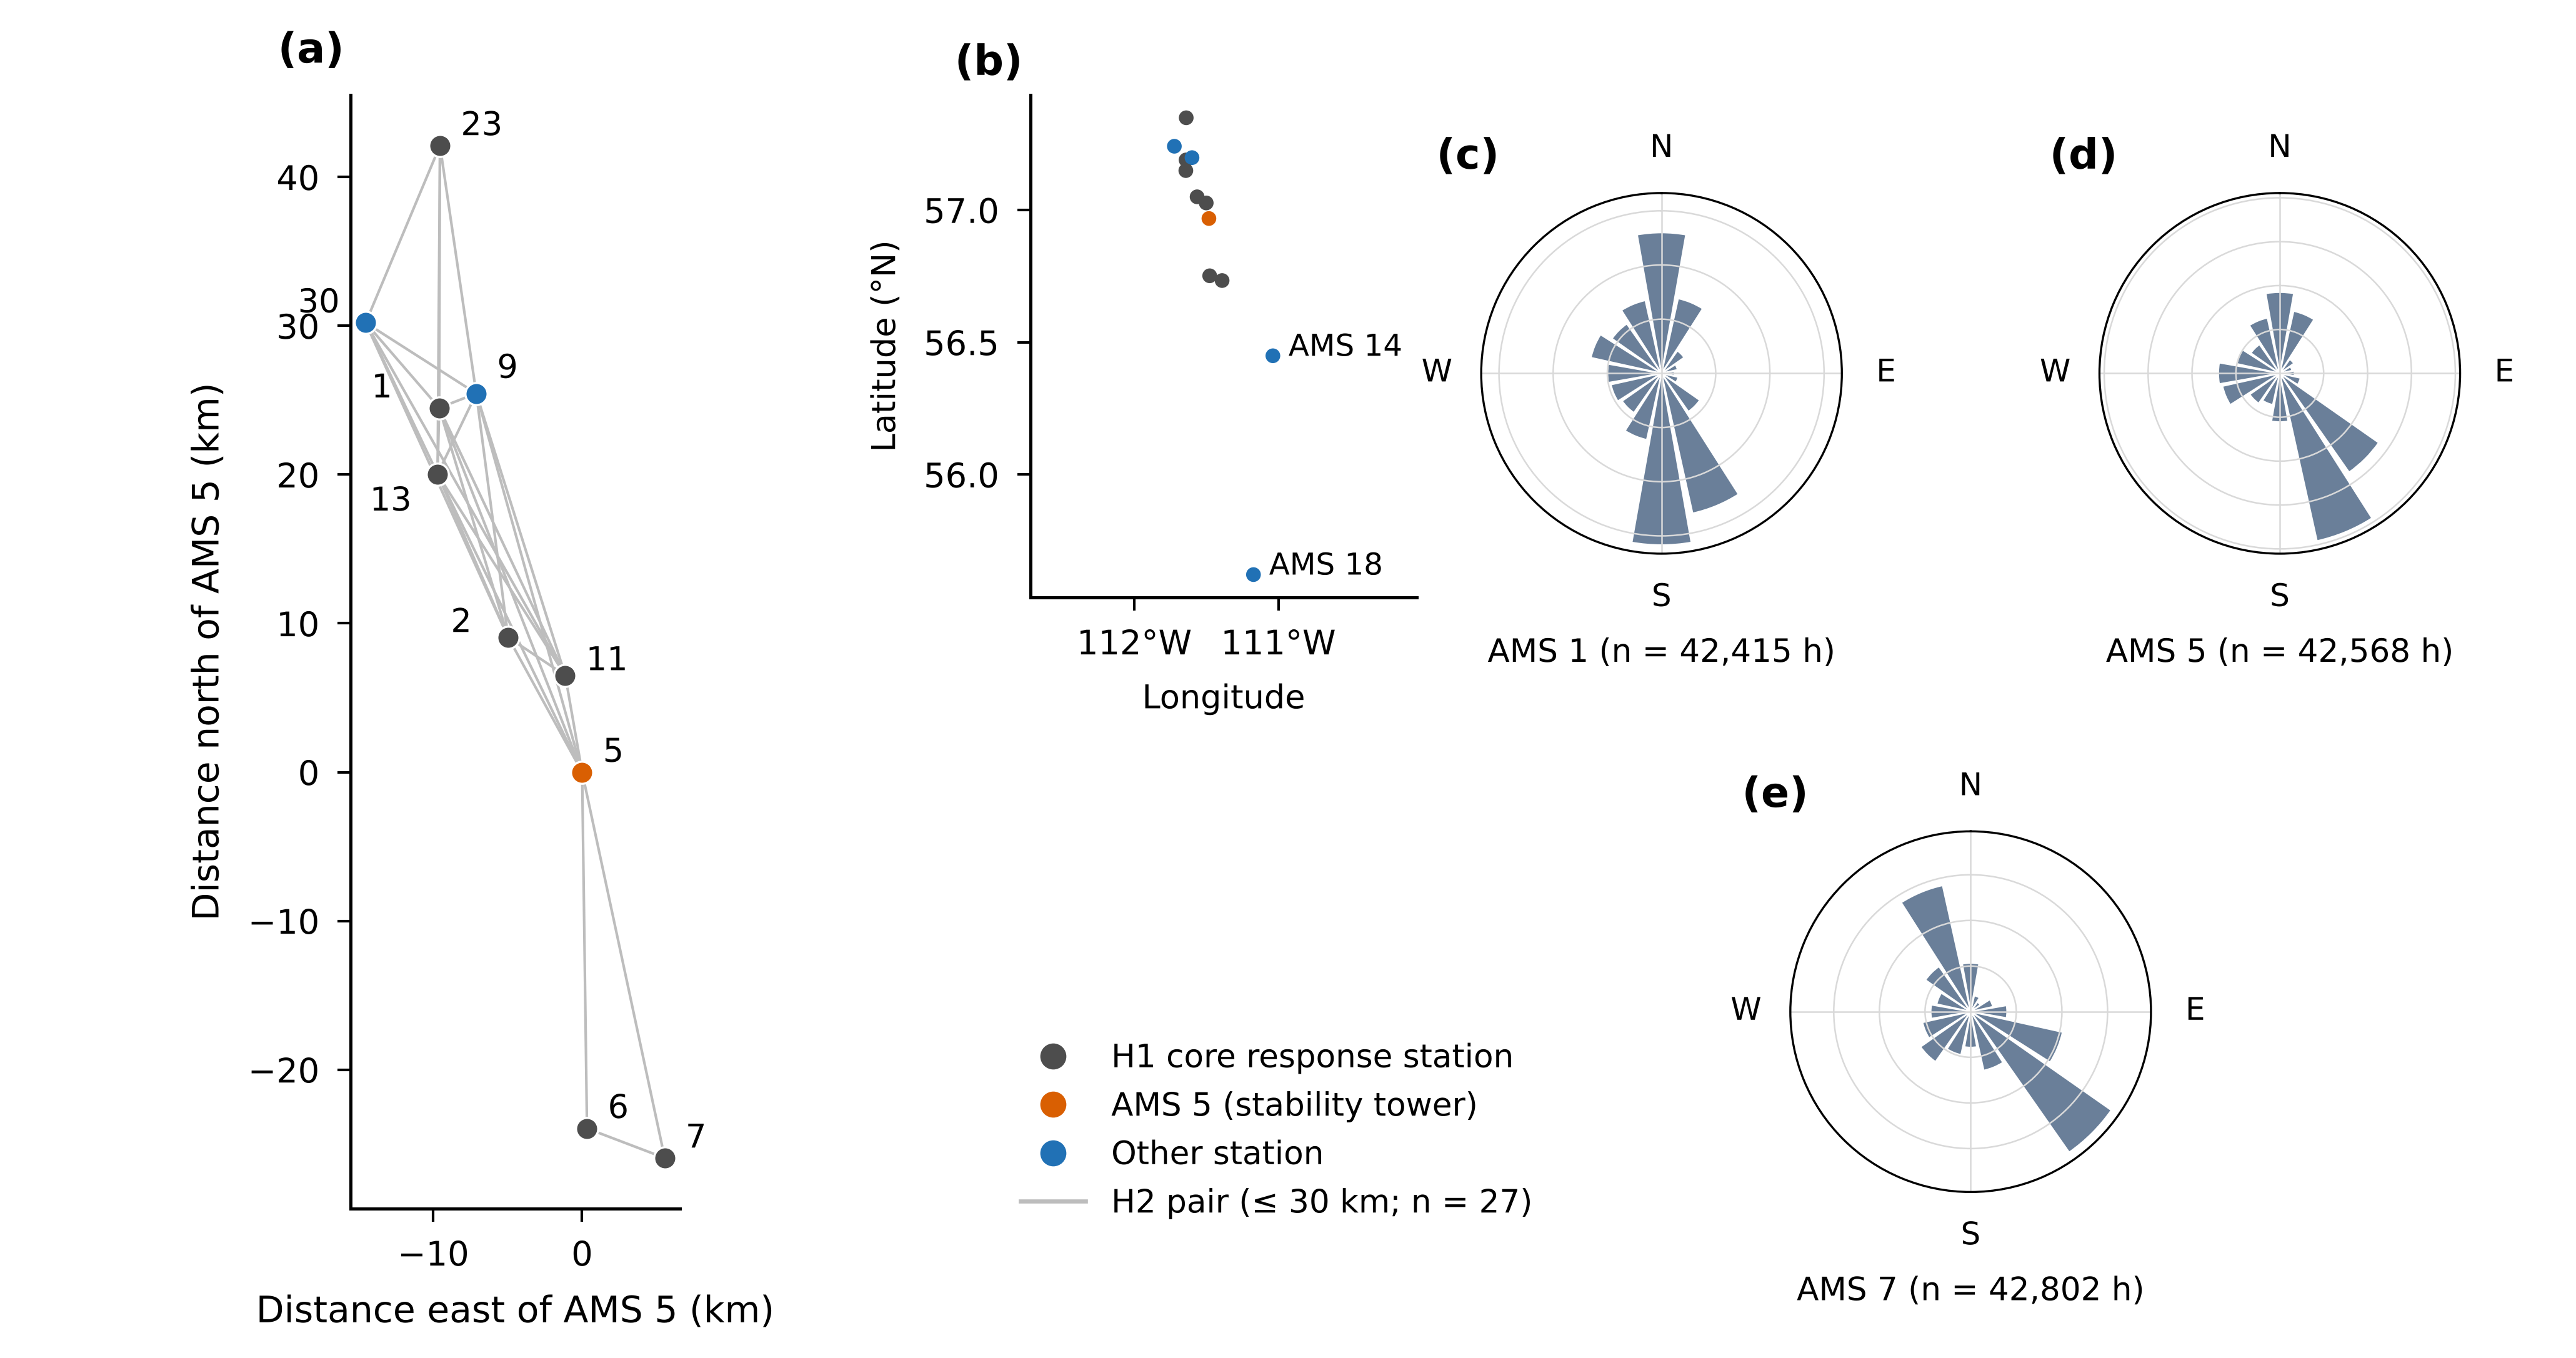 (a)
23
40
30
30
9
1
20
13
2
10
11
5
0
−10
−20
6
7
−10 0
Distance east of AMS 5 (km)
Distance north of AMS 5 (km)
(b)
57.0
56.5
56.0
AMS 14
AMS 18
112°W 111°W
Longitude
Latitude (°N)
(c)
N
W E
S
AMS 1 (n = 42,415 h)
(d)
N
W E
S
AMS 5 (n = 42,568 h)
(e)
N
W E
S
AMS 7 (n = 42,802 h)
H1 core response station
AMS 5 (stability tower)
Other station
H2 pair (≤ 30 km; n = 27)